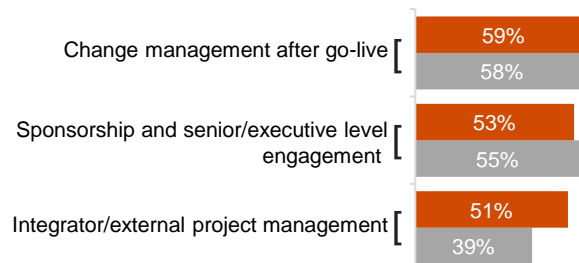 Change management after go-live
59%
58%
Sponsorship and senior/executive level
engagement
53%
55%
Integrator/external project management
51%
39%